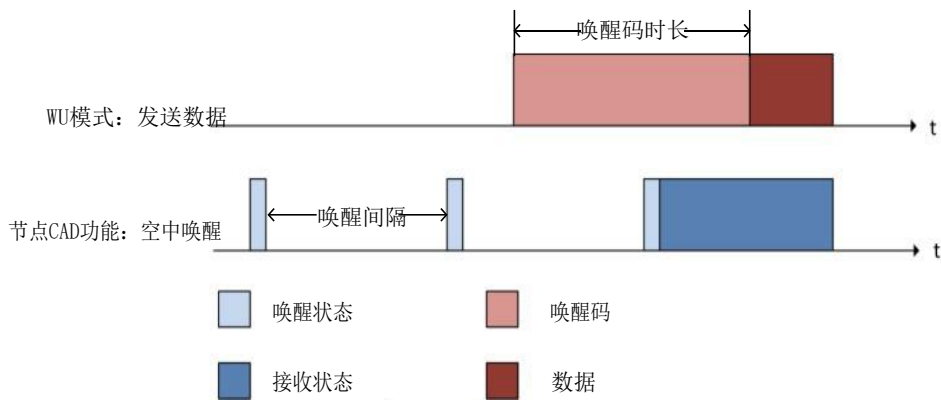 唤醒码时长
WU模式: 发送数据
t
节点CAD功能: 空中唤醒
唤醒间隔
t
唤醒状态
唤醒码
接收状态
数据